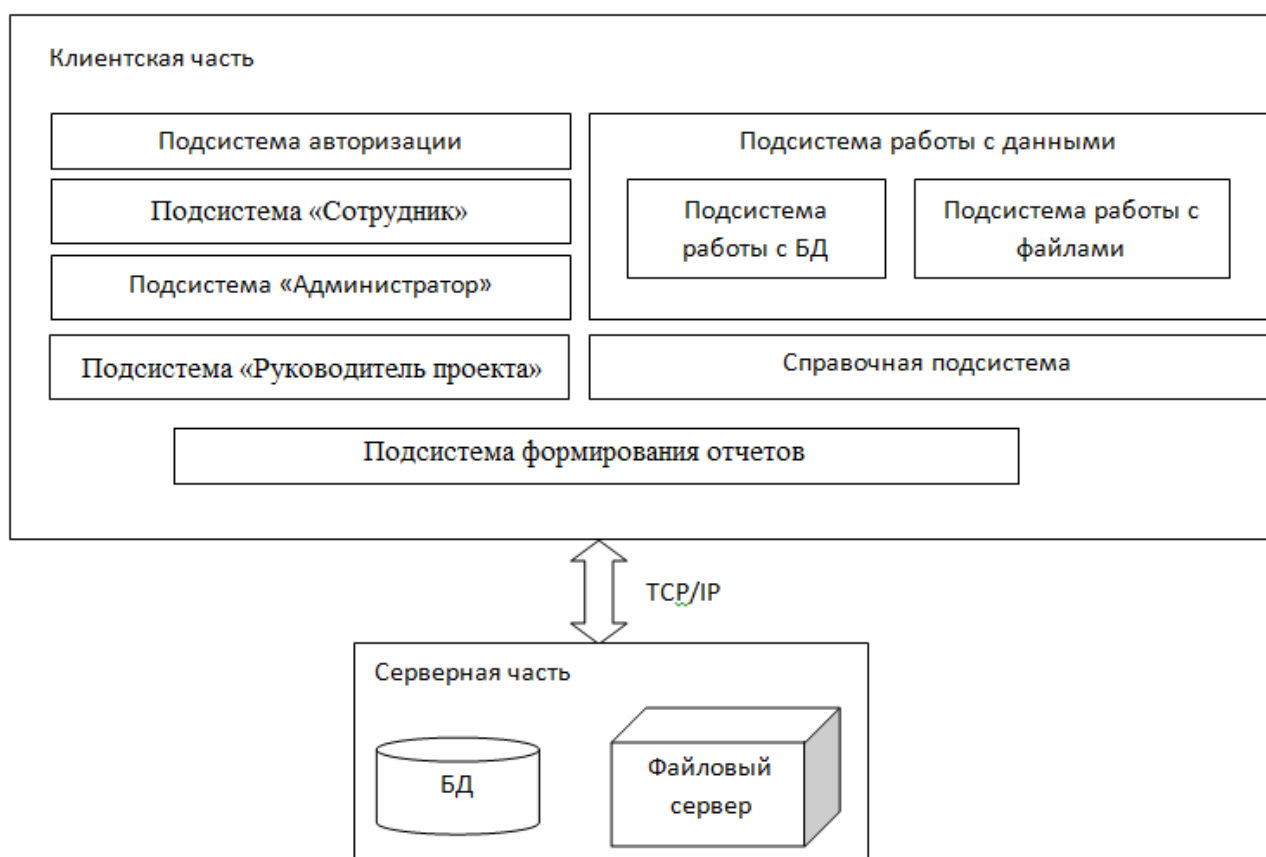 Клиентская часть
Подсистема авторизации
Подсистема «Сотрудник»
Подсистема «Администратор»
Подсистема «Руководитель проекта»
Подсистема работы с данными
Подсистема
работы с БД
Подсистема работы с
файлами
Справочная подсистема
Подсистема формирования отчетов
TCP/IP
Серверная часть
БД
Файловый
сервер